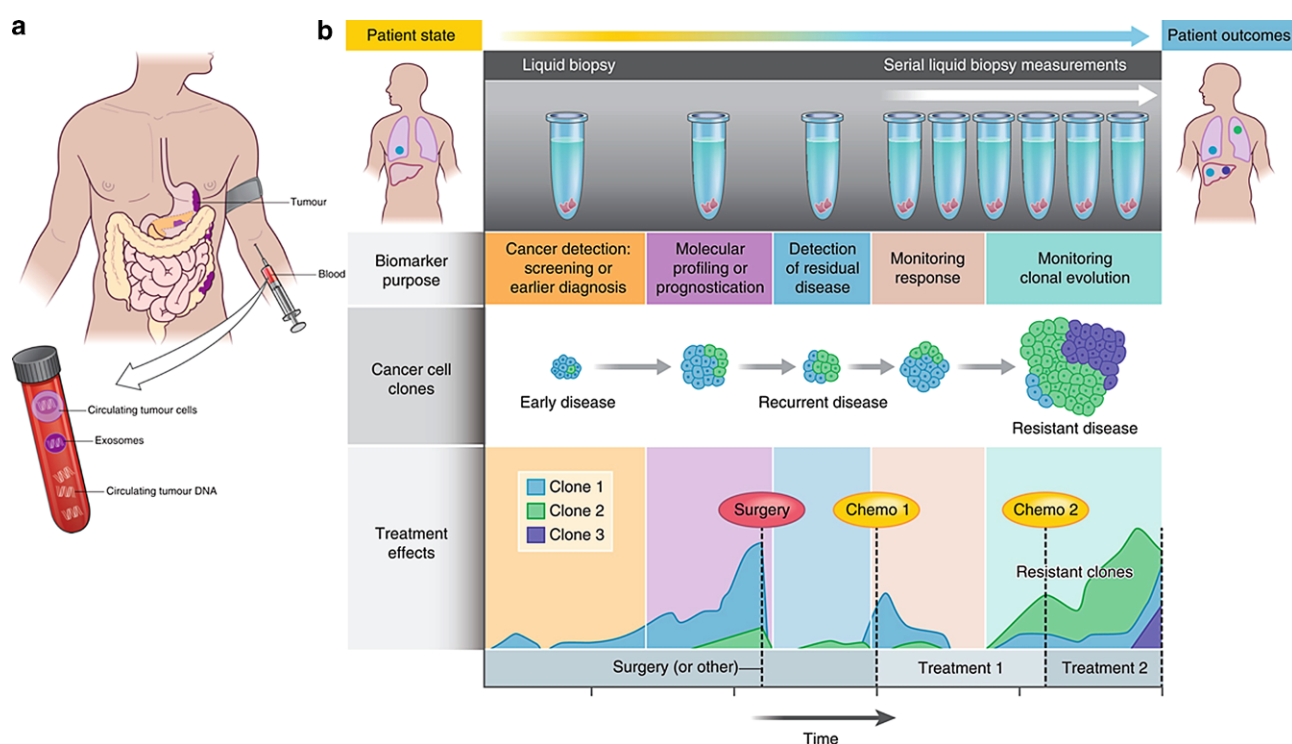 a
Tumour
Blood
Circulating tumour cells
Exosomes
Circulating tumour DNA
b
Patient state
Patient outcomes
Liquid biopsy
Serial liquid biopsy measurements
Biomarker
purpose
Cancer detection:
screening or
earlier diagnosis
Molecular
profiling or
prognostication
Detection
of residual
disease
Monitoring
response
Monitoring
clonal evolution
Cancer cell
clones
Early disease
Recurrent disease
Resistant disease
Treatment
effects
Clone 1
Clone 2
Clone 3
Surgery
Chemo 1
Chemo 2
Resistant clones
Surgery (or other)
Treatment 1
Treatment 2
Time